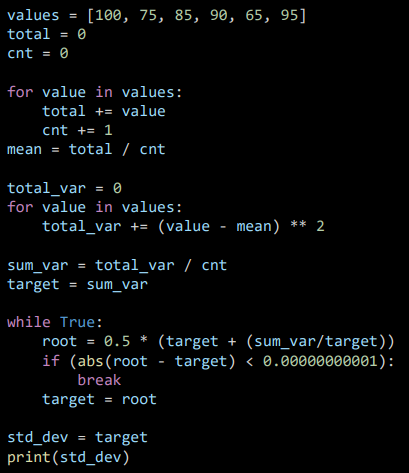 values = [100, 75, 85, 90, 65, 95]
total = 0
cnt = 0

for value in values:
    total += value
    cnt += 1
mean = total / cnt

total_var = 0
for value in values:
    total_var += (value - mean) ** 2

sum_var = total_var / cnt
target = sum_var

while True:
    root = 0.5 * (target + (sum_var/target))
    if (abs(root - target) < 0.00000000001):
        break
    target = root

std_dev = target
print(std_dev)